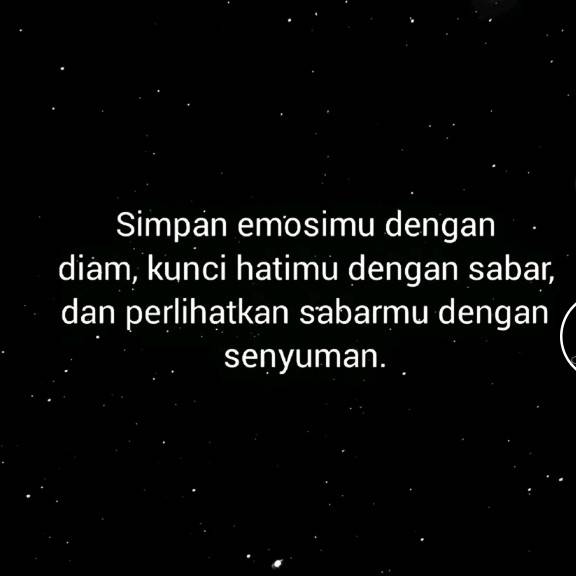 Simpan emosimu dengan
diam, kunci hatimu dengan sabar,
dan perlihatkan sabarmu dengan
senyuman.